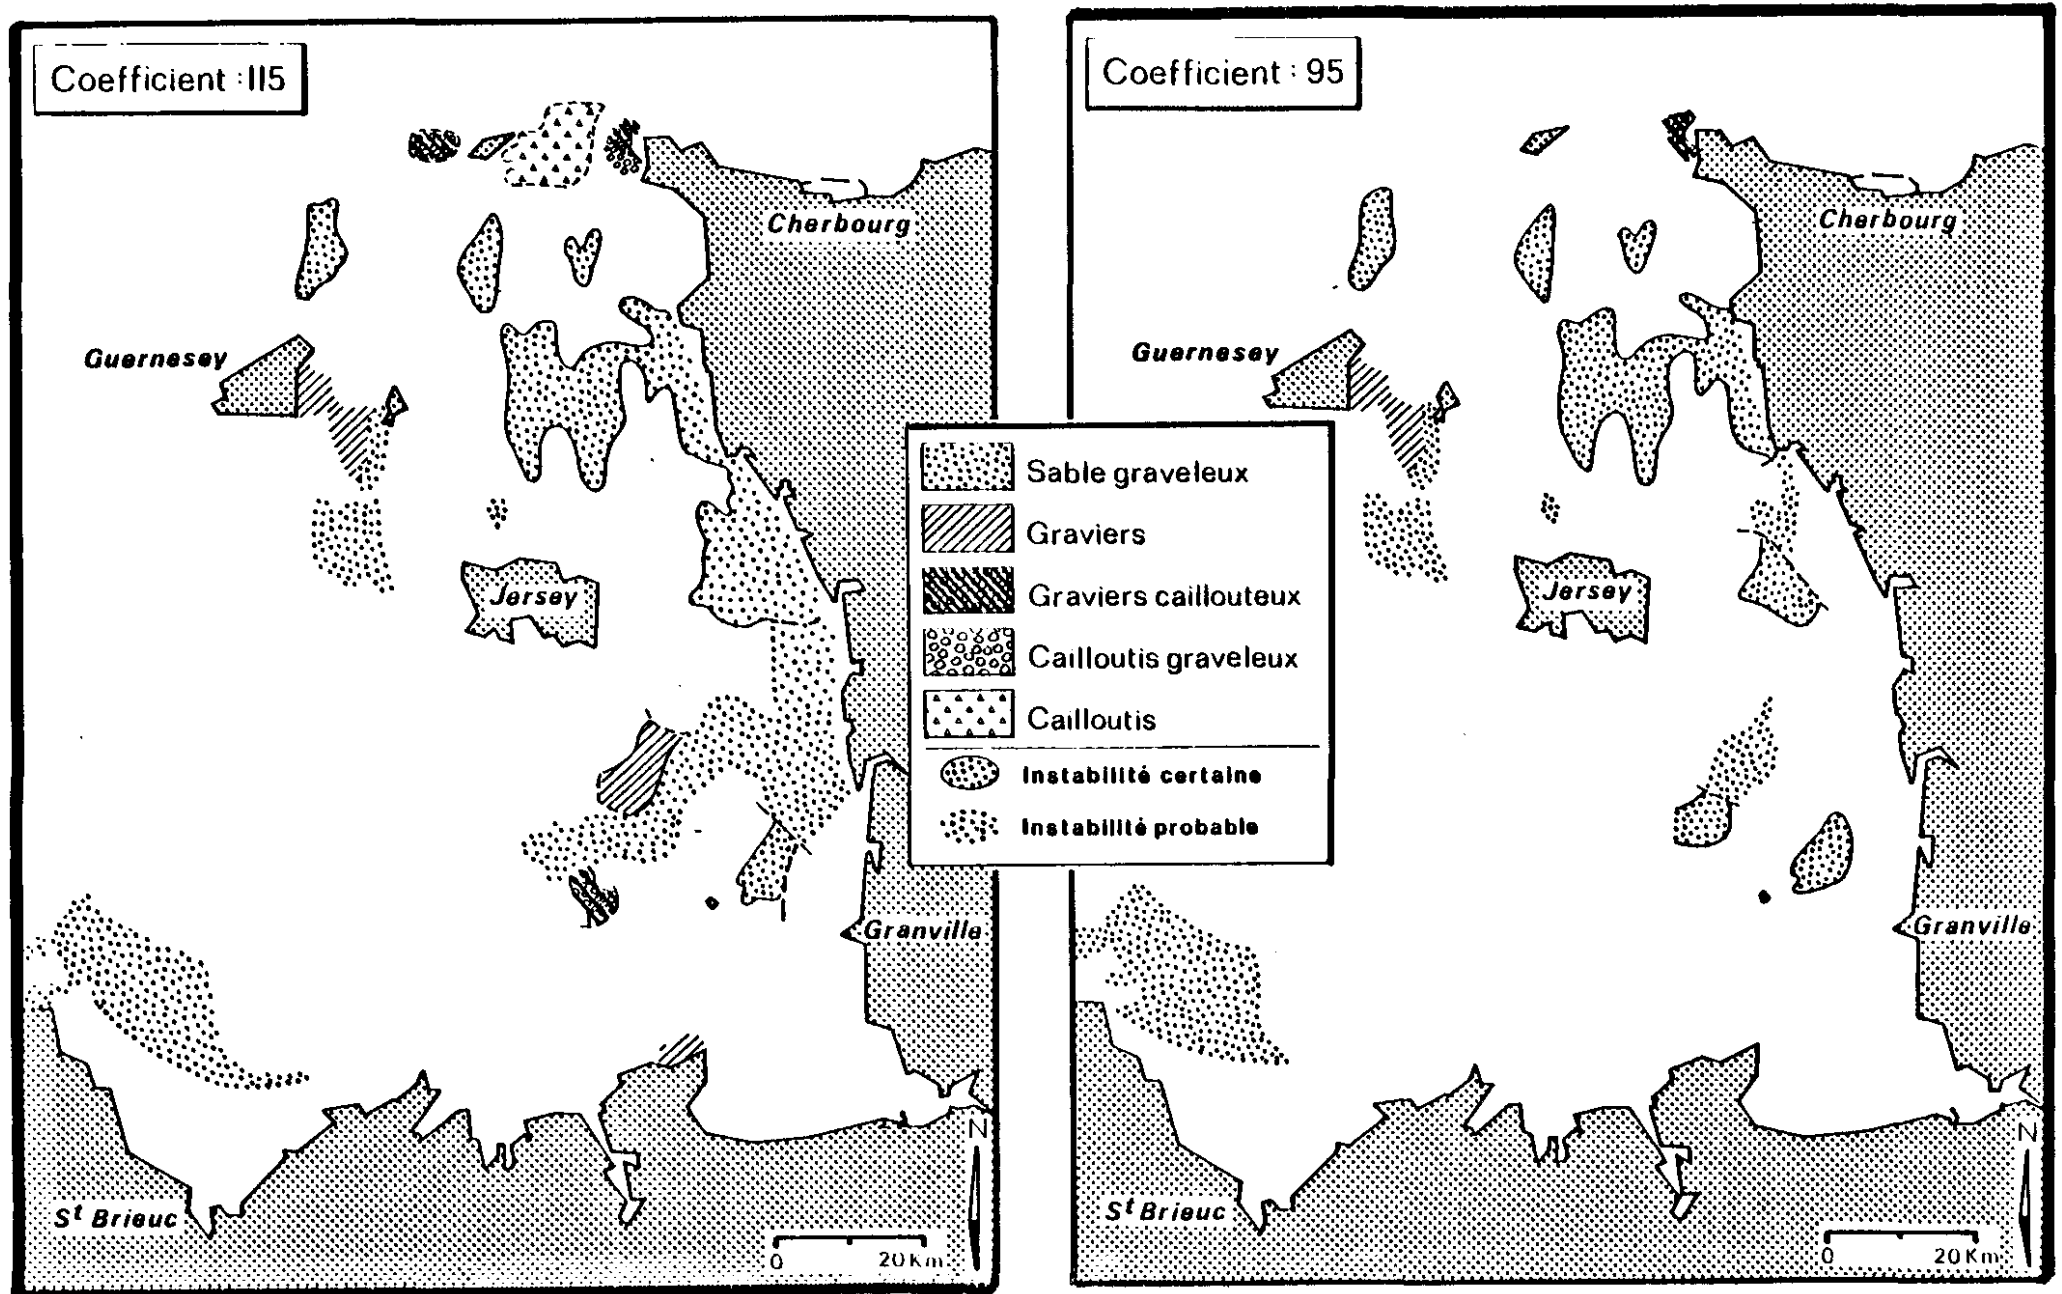 Coefficient : 115
Cherbourg
Guernesey
Jersey
Granville
St Brieuc
N
0 20 Km
Sable graveleux
Graviers
Graviers caillouteux
Cailloutis graveleux
Cailloutis
Instabilité certaine
Instabilité probable
Coefficient : 95
Cherbourg
Guernesey
Jersey
Granville
St Brieuc
N
0 20 Km